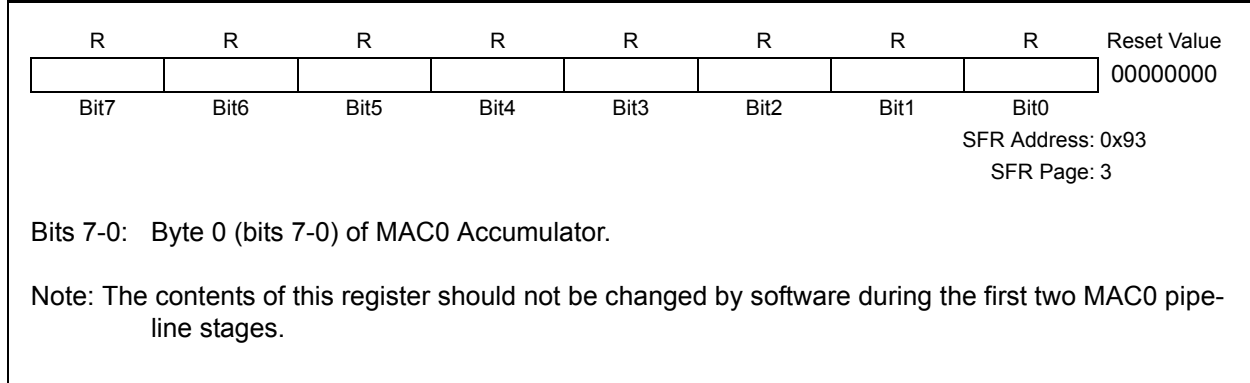 R R R R R R R R Reset Value
00000000
Bit7 Bit6 Bit5 Bit4 Bit3 Bit2 Bit1 Bit0
SFR Address: 0x93
SFR Page: 3
Bits 7-0: Byte 0 (bits 7-0) of MAC0 Accumulator.
Note: The contents of this register should not be changed by software during the first two MAC0 pipe-
line stages.